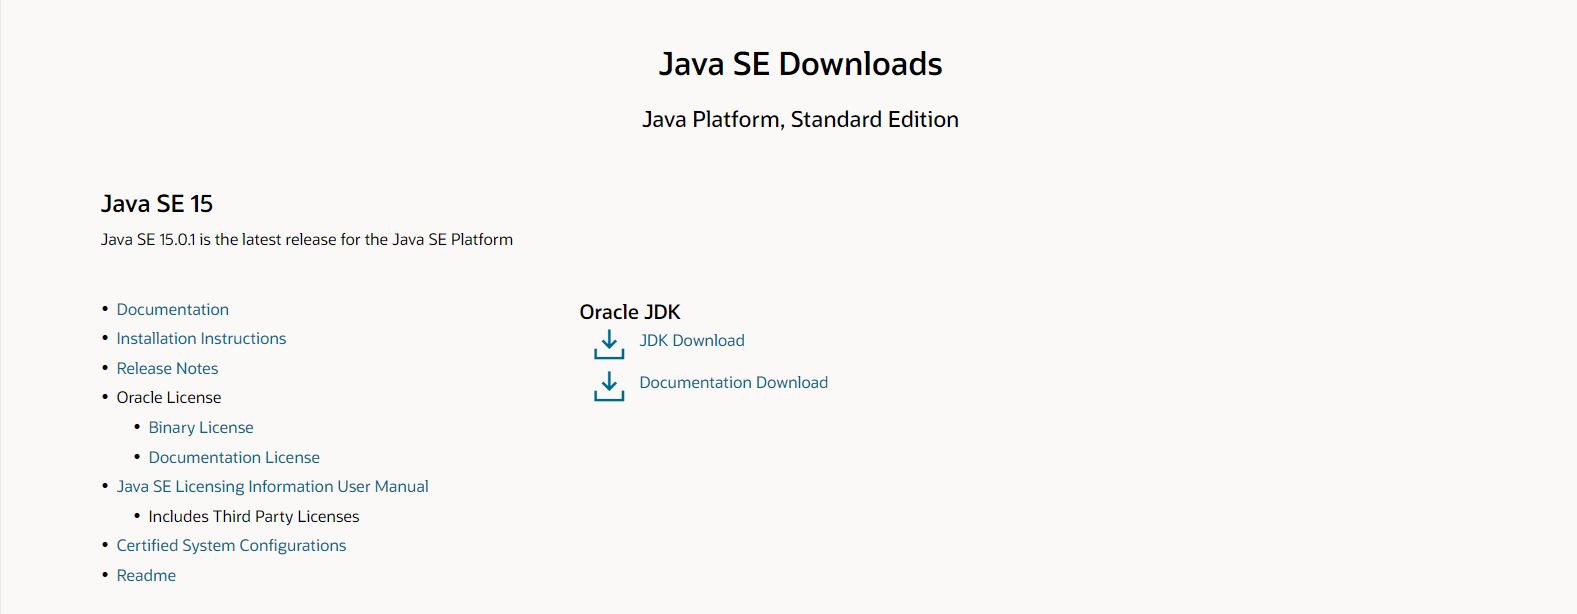 Java SE Downloads
Java Platform, Standard Edition
Java SE 15
Java SE 15.0.1 is the latest release for the Java SE Platform
• Documentation
• Installation Instructions
• Release Notes
• Oracle License
• Binary License
• Documentation License
• Java SE Licensing Information User Manual
• Includes Third Party Licenses
• Certified System Configurations
• Readme
Oracle JDK
JDK Download
Documentation Download